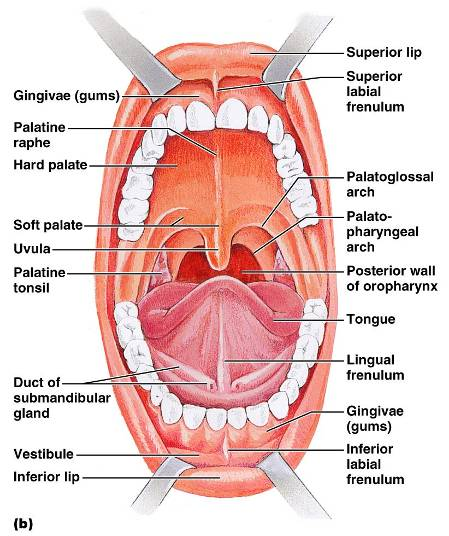 Superior lip
Superior
labial
frenulum
Gingivae (gums)
Palatine
raphe
Hard palate
Palatoglossal
arch
Soft palate
Palato-
pharyngeal
arch
Uvula
Palatine
tonsil
Posterior wall
of oropharynx
Tongue
Lingual
frenulum
Duct of
submandibular
gland
Gingivae
(gums)
Vestibule
Inferior
labial
frenulum
Inferior lip
(b)